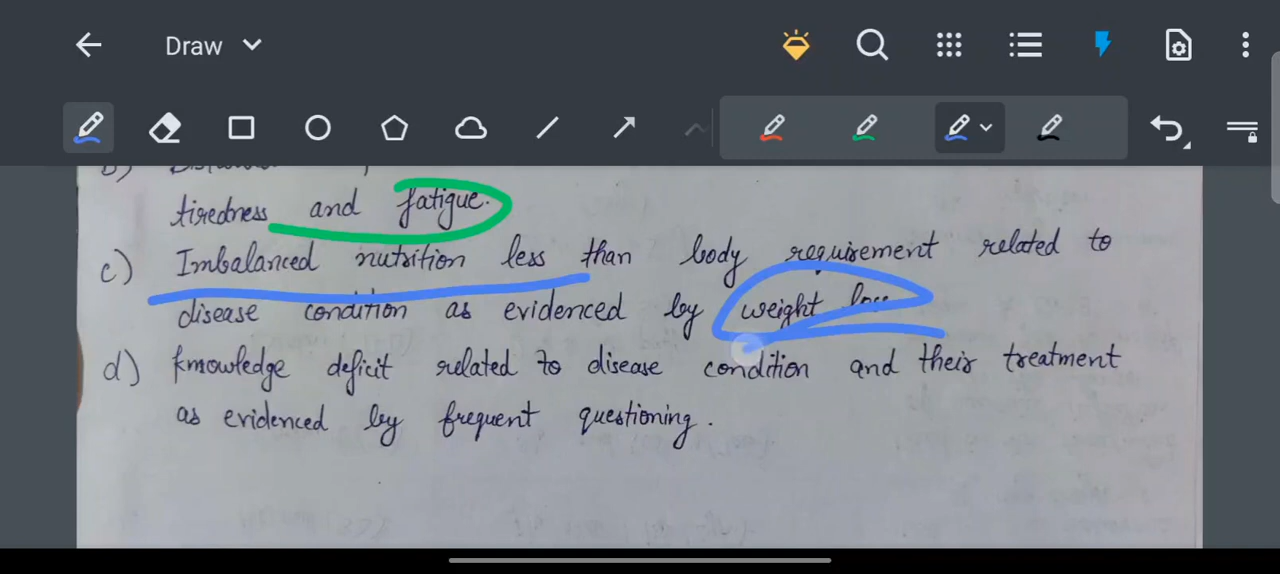 Draw
b)
tiredness and fatigue.
c) Imbalanced nutrition less than body requirement related to
disease condition as evidenced by weight loss
d) knowledge deficit related to disease condition and their treatment
as evidenced by frequent questioning.